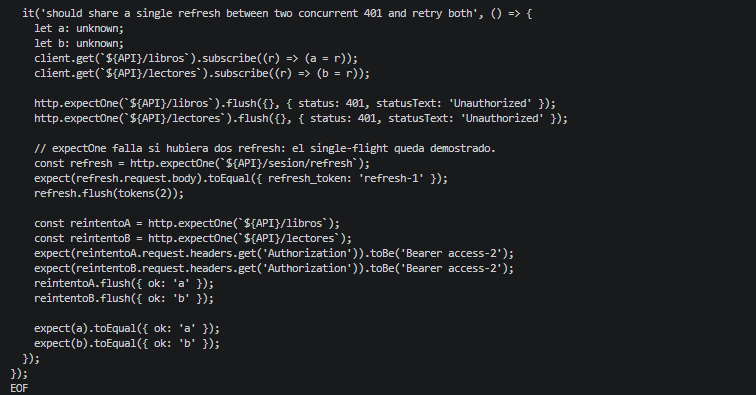 it('should share a single refresh between two concurrent 401 and retry both', () => {
let a: unknown;
let b: unknown;
client.get(`${API}/libros`).subscribe((r) => (a = r));
client.get(`${API}/lectores`).subscribe((r) => (b = r));
http.expectOne(`${API}/libros`).flush({}, { status: 401, statusText: 'Unauthorized' });
http.expectOne(`${API}/lectores`).flush({}, { status: 401, statusText: 'Unauthorized' });
// expectOne falla si hubiera dos refresh: el single-flight queda demostrado.
const refresh = http.expectOne(`${API}/sesion/refresh`);
expect(refresh.request.body).toEqual({ refresh_token: 'refresh-1' });
refresh.flush(tokens(2));
const reintentoA = http.expectOne(`${API}/libros`);
const reintentoB = http.expectOne(`${API}/lectores`);
expect(reintentoA.request.headers.get('Authorization')).toBe('Bearer access-2');
expect(reintentoB.request.headers.get('Authorization')).toBe('Bearer access-2');
reintentoA.flush({ ok: 'a' });
reintentoB.flush({ ok: 'b' });
expect(a).toEqual({ ok: 'a' });
expect(b).toEqual({ ok: 'b' });
});
});
EOF